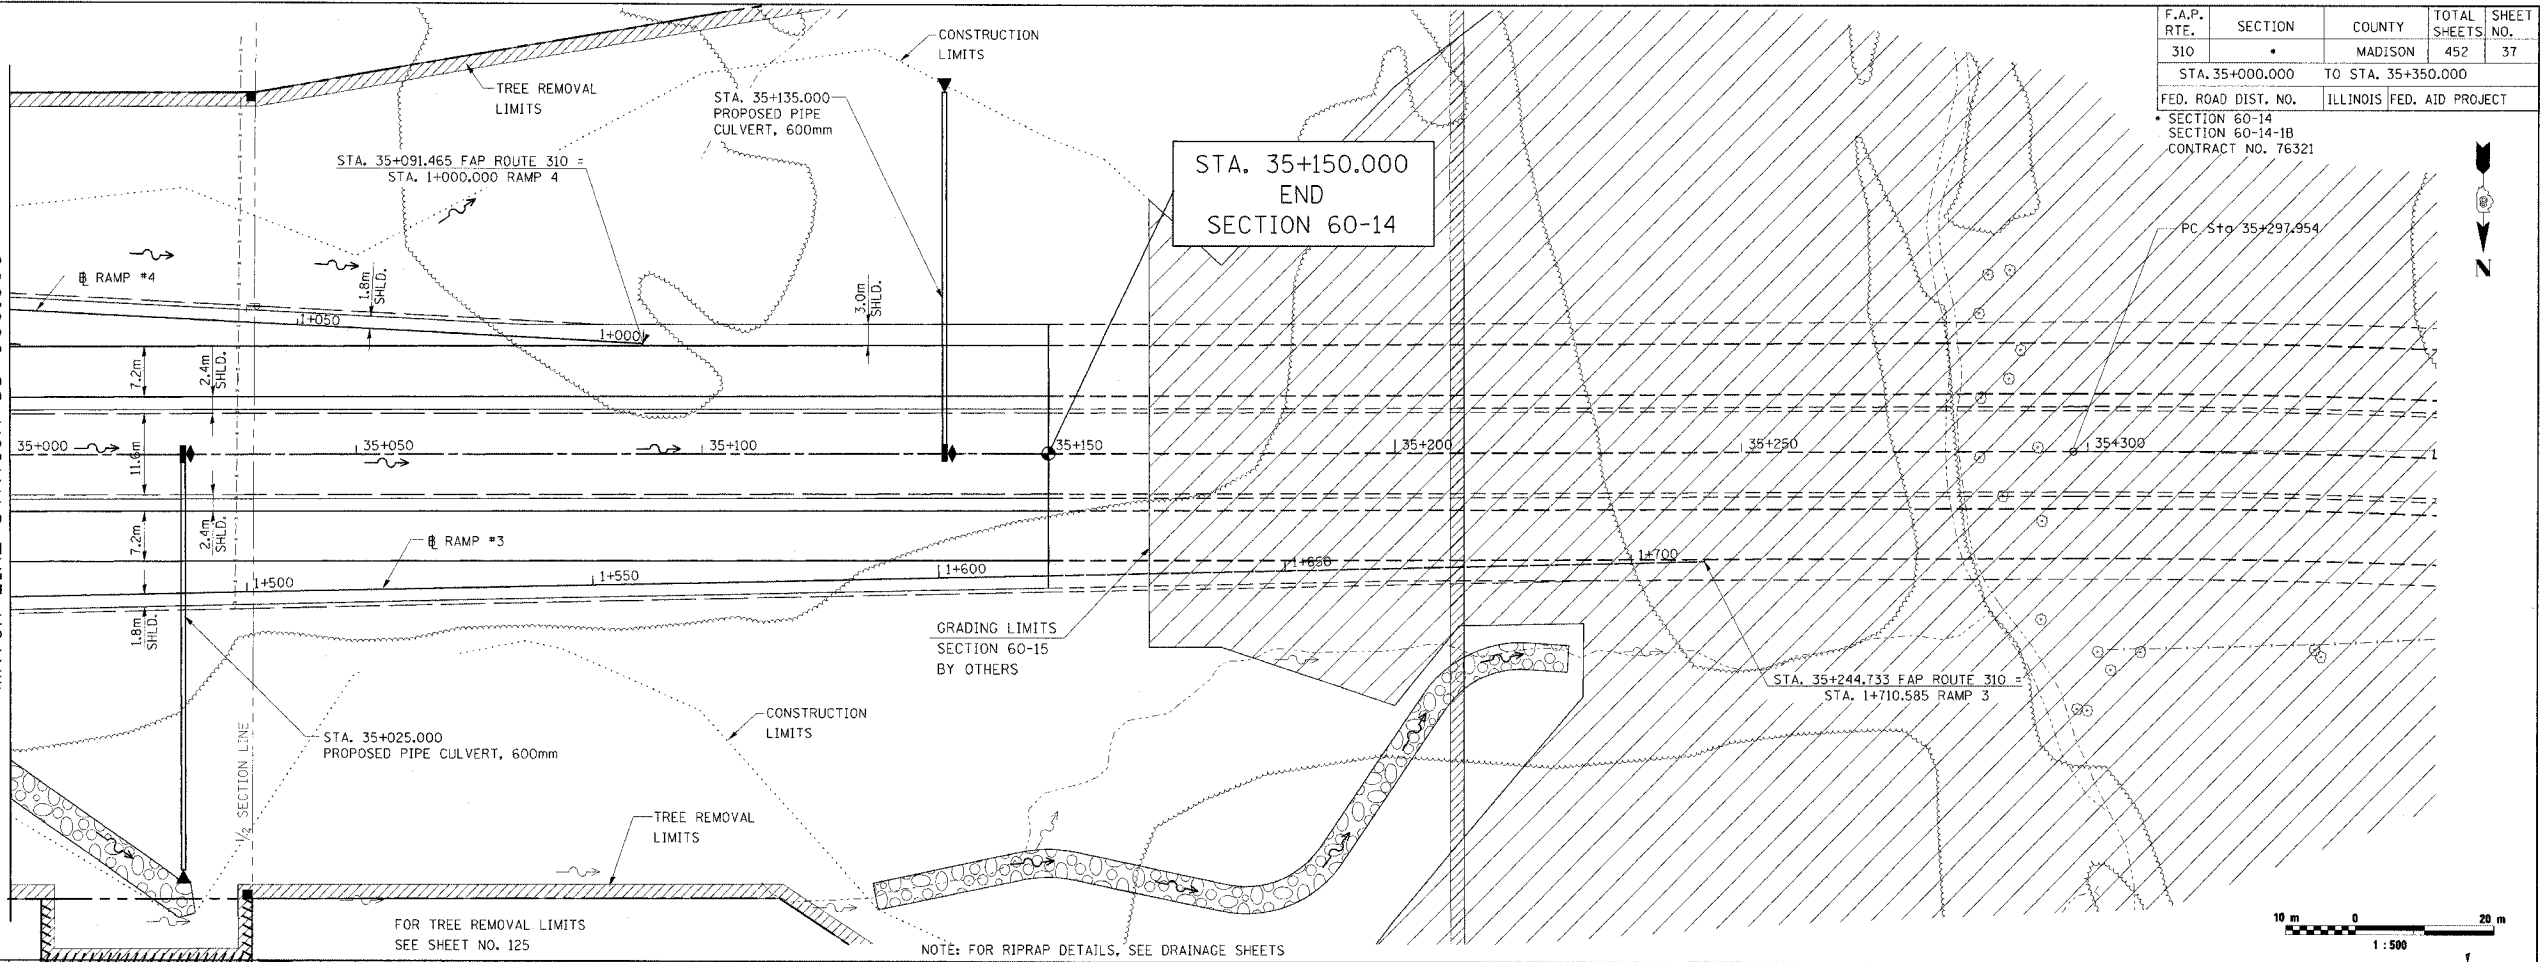 F.A.P. RTE. SECTION COUNTY TOTAL SHEETS SHEET NO.
310 • MADISON 452 37
STA. 35+000.000 TO STA. 35+350.000
FED. ROAD DIST. NO. ILLINOIS FED. AID PROJECT
* SECTION 60-14
SECTION 60-14-1B
CONTRACT NO. 76321
N
CONSTRUCTION
LIMITS
TREE REMOVAL
LIMITS
STA. 35+135.000
PROPOSED PIPE
CULVERT, 600mm
STA. 35+091.465 FAP ROUTE 310 =
STA. 1+000.000 RAMP 4
STA. 35+150.000
END
SECTION 60-14
PC Sta 35+297.954
RAMP #4
1.8m
SHLD.
3.0m
SHLD.
1+050
1+000
7.2m
2.4m
SHLD.
35+000
35+050
35+100
35+150
35+200
35+250
35+300
11.6m
7.2m
2.4m
SHLD.
RAMP #3
1+500
1+550
1+600
1+650
1+700
1.8m
SHLD.
GRADING LIMITS
SECTION 60-15
BY OTHERS
STA. 35+244.733 FAP ROUTE 310 =
STA. 1+710.585 RAMP 3
STA. 35+025.000
PROPOSED PIPE CULVERT, 600mm
1/2 SECTION LINE
CONSTRUCTION
LIMITS
TREE REMOVAL
LIMITS
FOR TREE REMOVAL LIMITS
SEE SHEET NO. 125
NOTE: FOR RIPRAP DETAILS, SEE DRAINAGE SHEETS
10 m 0 20 m
1 : 500